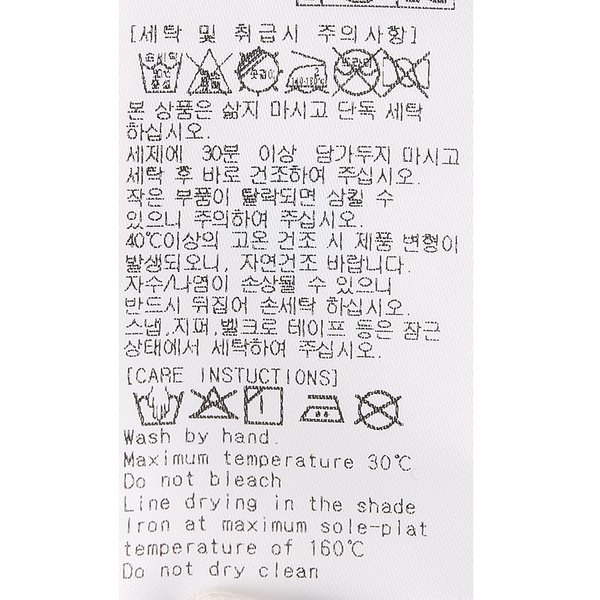 [세탁 및 취급시 주의사항]
본 상품은 삶지 마시고 단독 세탁
하십시오.
세제에 30분 이상 담가두지 마시고
세탁 후 바로 건조하여 주십시오.
작은 부품이 탈락되면 삼킬 수
있으니 주의하여 주십시오.
40℃이상의 고온 건조 시 제품 변형이
발생되오니, 자연건조 바랍니다.
자수/나염이 손상될 수 있으니
반드시 뒤집어 손세탁 하십시오.
스냅,지퍼,벨크로 테이프 등은 잠근
상태에서 세탁하여 주십시오.
[CARE INSTUCTIONS]
Wash by hand.
Maximum temperature 30℃
Do not bleach
Line drying in the shade
Iron at maximum sole-plat
temperature of 160℃
Do not dry clean